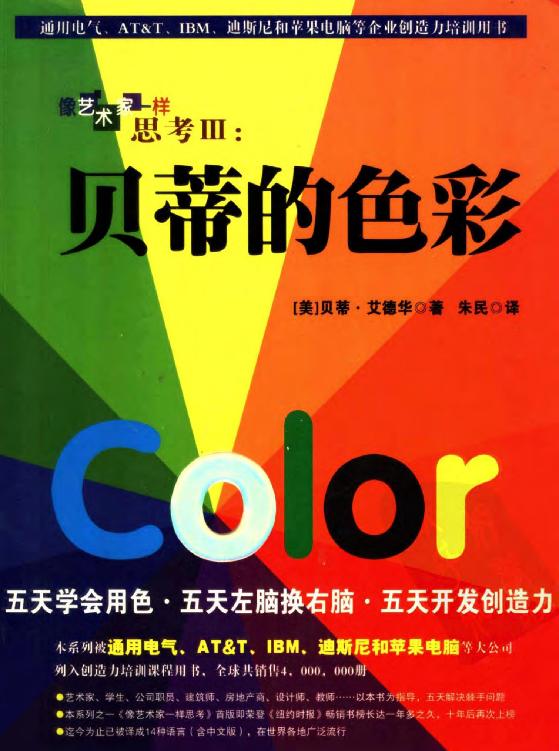 通用电气、AT&T、IBM、迪斯尼和苹果电脑等企业创造力培训用书
像艺术家一样
思考III：
贝蒂的色彩
[美]贝蒂·艾德华◎著 朱民◎译
Color
五天学会用色·五天左脑换右脑·五天开发创造力
本系列被通用电气、AT&T、IBM、迪斯尼和苹果电脑等大公司
列入创造力培训课程用书，全球共销售4，000，000册
●艺术家、学生、公司职员、建筑师、房地产商、设计师、教师……以本书为指导，五天解决棘手问题
●本系列之一《像艺术家一样思考》首版即荣登《纽约时报》畅销书榜长达一年多之久，十年后再次上榜
●迄今为止已被译成14种语言（含中文版），在世界各地广泛流行